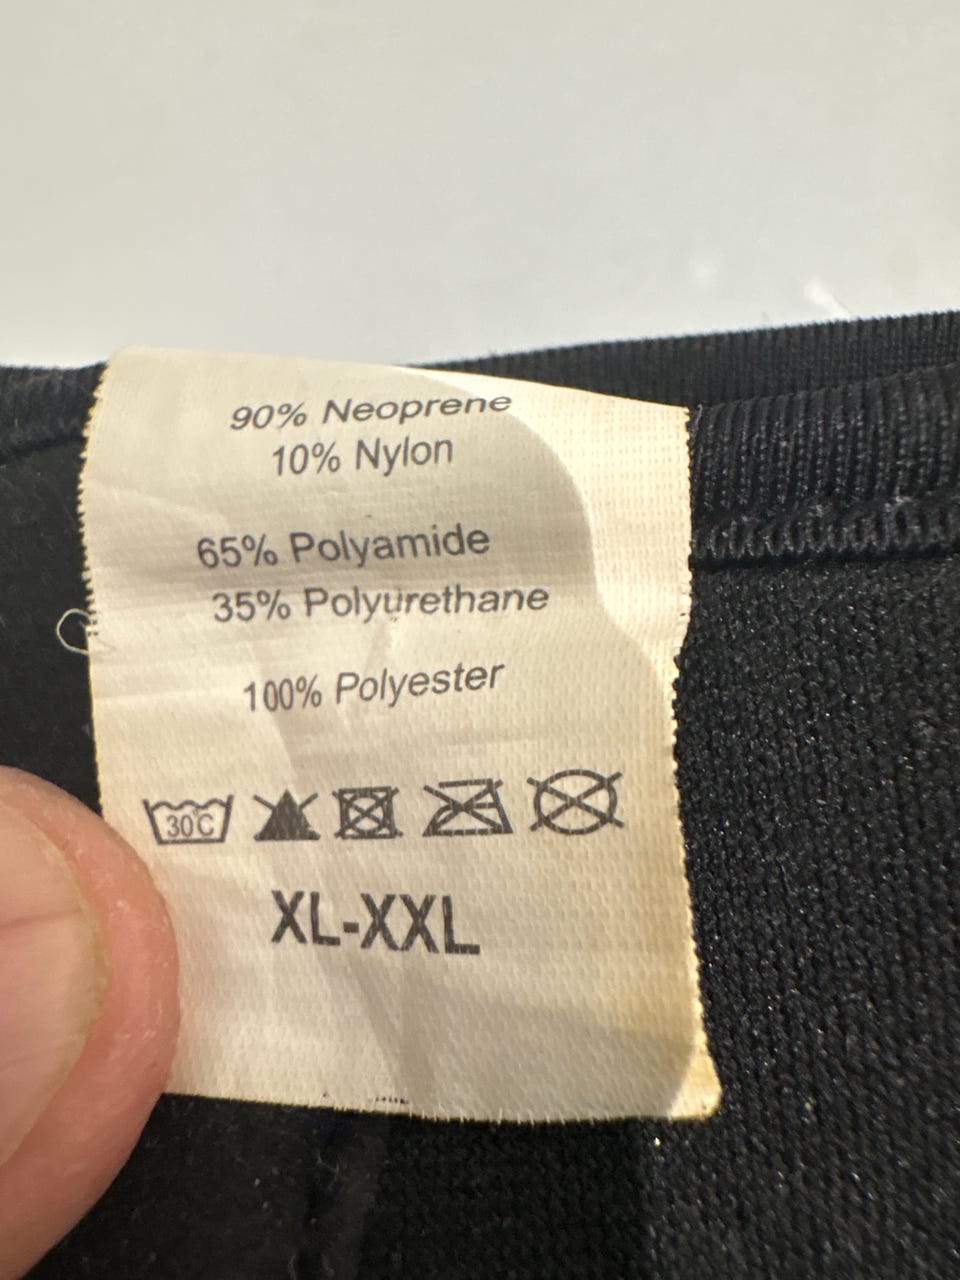 90% Neoprene
10% Nylon
65% Polyamide
35% Polyurethane
100% Polyester
30°C
XL-XXL